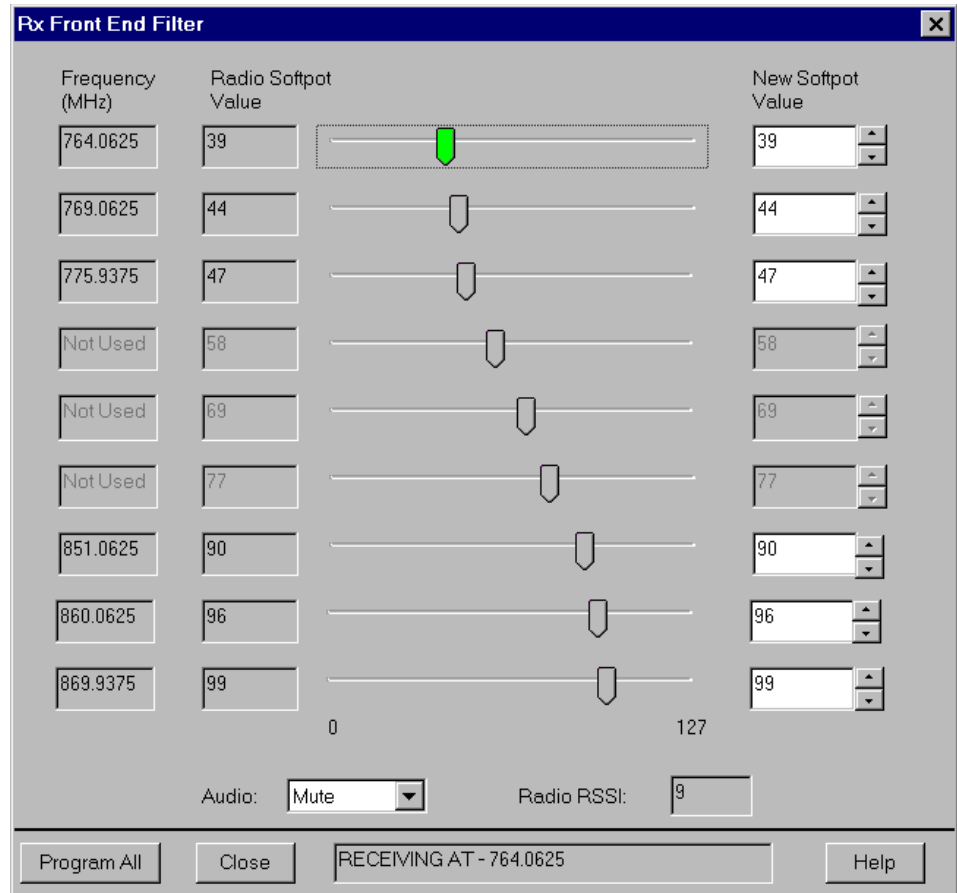 Rx Front End Filter
Frequency (MHz) Radio Softpot Value New Softpot Value
764.0625 39 39
769.0625 44 44
775.9375 47 47
Not Used 58 58
Not Used 69 69
Not Used 77 77
851.0625 90 90
860.0625 96 96
869.9375 99 99
0 127
Audio: Mute Radio RSSI: 9
Program All Close RECEIVING AT - 764.0625 Help